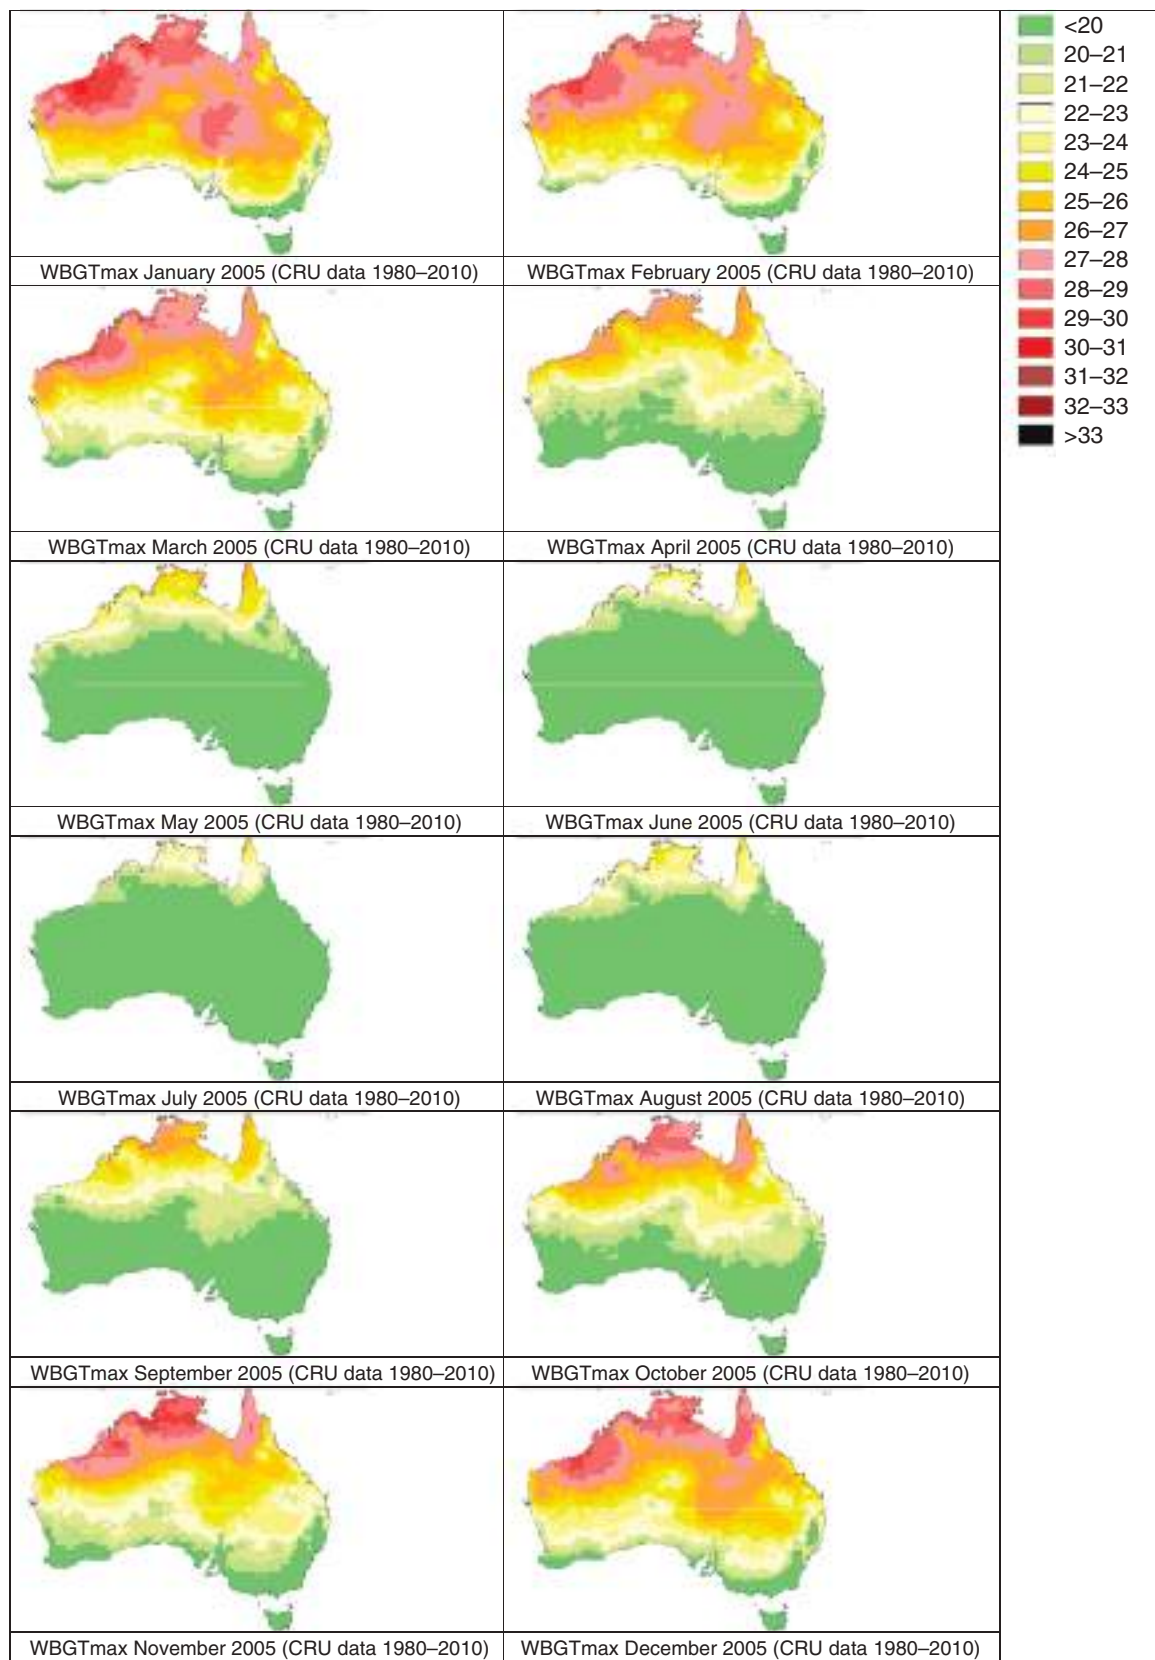 <20
20–21
21–22
22–23
23–24
24–25
25–26
26–27
27–28
28–29
29–30
30–31
31–32
32–33
>33
WBGTmax January 2005 (CRU data 1980–2010)
WBGTmax February 2005 (CRU data 1980–2010)
WBGTmax March 2005 (CRU data 1980–2010)
WBGTmax April 2005 (CRU data 1980–2010)
WBGTmax May 2005 (CRU data 1980–2010)
WBGTmax June 2005 (CRU data 1980–2010)
WBGTmax July 2005 (CRU data 1980–2010)
WBGTmax August 2005 (CRU data 1980–2010)
WBGTmax September 2005 (CRU data 1980–2010)
WBGTmax October 2005 (CRU data 1980–2010)
WBGTmax November 2005 (CRU data 1980–2010)
WBGTmax December 2005 (CRU data 1980–2010)